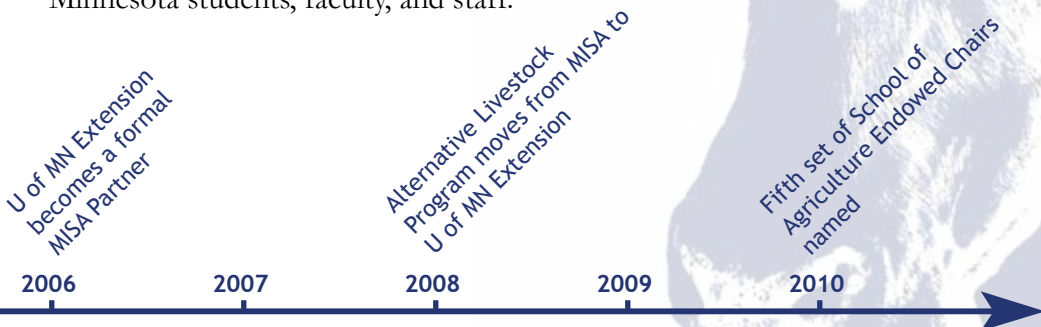 Minnesota students, faculty, and staff.
U of MN Extension
becomes a formal
MISA Partner
Alternative Livestock
Program moves from MISA to
U of MN Extension
Fifth set of School of
Agriculture Endowed Chairs
named
2006 2007 2008 2009 2010